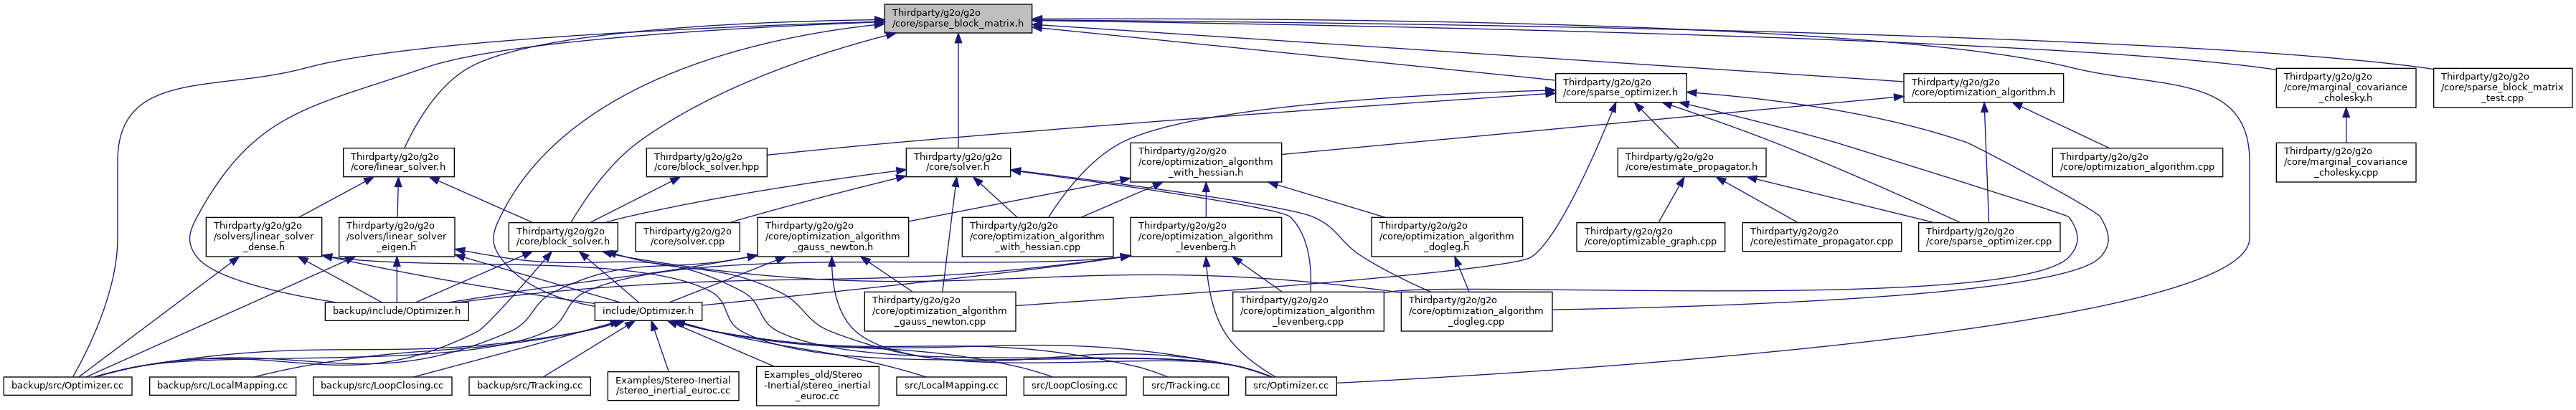 Thirdparty/g2o/g2o
/core/sparse_block_matrix.h
Thirdparty/g2o/g2o
/core/sparse_optimizer.h
Thirdparty/g2o/g2o
/core/optimization_algorithm.h
Thirdparty/g2o/g2o
/core/marginal_covariance
_cholesky.h
Thirdparty/g2o/g2o
/core/sparse_block_matrix
_test.cpp
Thirdparty/g2o/g2o
/core/linear_solver.h
Thirdparty/g2o/g2o
/core/block_solver.hpp
Thirdparty/g2o/g2o
/core/solver.h
Thirdparty/g2o/g2o
/core/optimization_algorithm
_with_hessian.h
Thirdparty/g2o/g2o
/core/estimate_propagator.h
Thirdparty/g2o/g2o
/core/optimization_algorithm.cpp
Thirdparty/g2o/g2o
/core/marginal_covariance
_cholesky.cpp
Thirdparty/g2o/g2o
/solvers/linear_solver
_dense.h
Thirdparty/g2o/g2o
/solvers/linear_solver
_eigen.h
Thirdparty/g2o/g2o
/core/block_solver.h
Thirdparty/g2o/g2o
/core/solver.cpp
Thirdparty/g2o/g2o
/core/optimization_algorithm
_gauss_newton.h
Thirdparty/g2o/g2o
/core/optimization_algorithm
_with_hessian.cpp
Thirdparty/g2o/g2o
/core/optimization_algorithm
_levenberg.h
Thirdparty/g2o/g2o
/core/optimization_algorithm
_dogleg.h
Thirdparty/g2o/g2o
/core/optimizable_graph.cpp
Thirdparty/g2o/g2o
/core/estimate_propagator.cpp
Thirdparty/g2o/g2o
/core/sparse_optimizer.cpp
backup/include/Optimizer.h
include/Optimizer.h
Thirdparty/g2o/g2o
/core/optimization_algorithm
_gauss_newton.cpp
Thirdparty/g2o/g2o
/core/optimization_algorithm
_levenberg.cpp
Thirdparty/g2o/g2o
/core/optimization_algorithm
_dogleg.cpp
backup/src/Optimizer.cc
backup/src/LocalMapping.cc
backup/src/LoopClosing.cc
backup/src/Tracking.cc
Examples/Stereo-Inertial
/stereo_inertial_euroc.cc
Examples_old/Stereo
-Inertial/stereo_inertial
_euroc.cc
src/LocalMapping.cc
src/LoopClosing.cc
src/Tracking.cc
src/Optimizer.cc